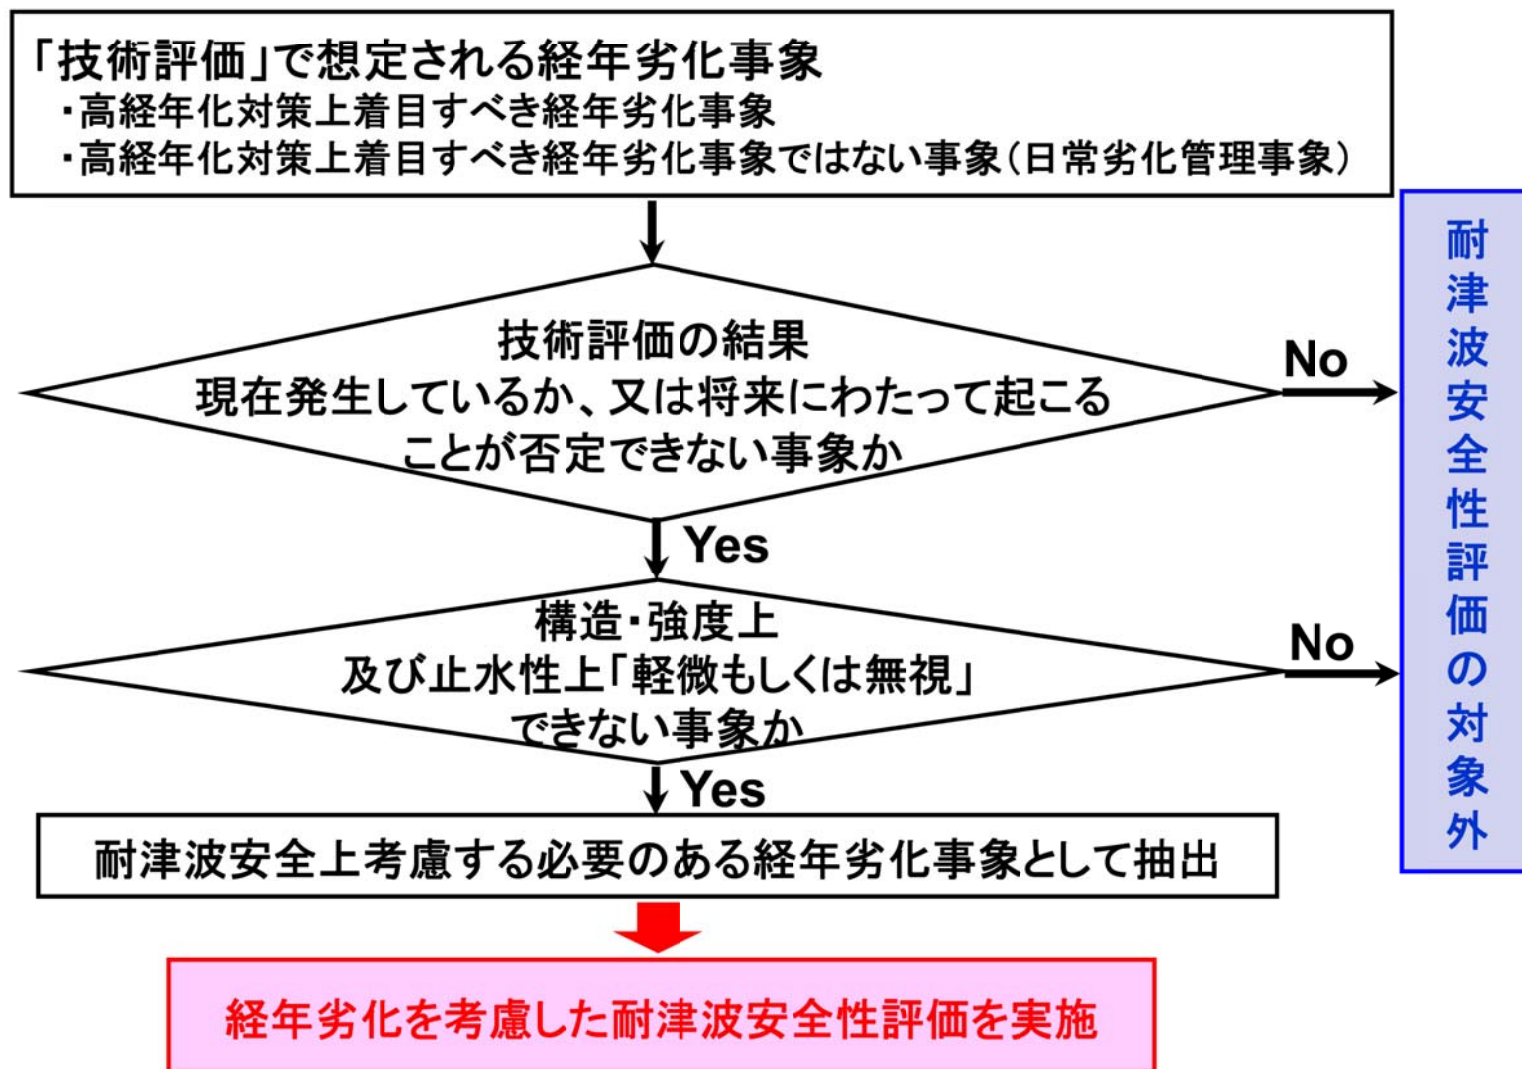 「技術評価」で想定される経年劣化事象
・高経年化対策上着目すべき経年劣化事象
・高経年化対策上着目すべき経年劣化事象ではない事象(日常劣化管理事象)
技術評価の結果
現在発生しているか、又は将来にわたって起こる
ことが否定できない事象か
No
Yes
構造・強度上
及び止水性上「軽微もしくは無視」
できない事象か
No
Yes
耐津波安全上考慮する必要のある経年劣化事象として抽出
経年劣化を考慮した耐津波安全性評価を実施
耐津波安全性評価の対象外